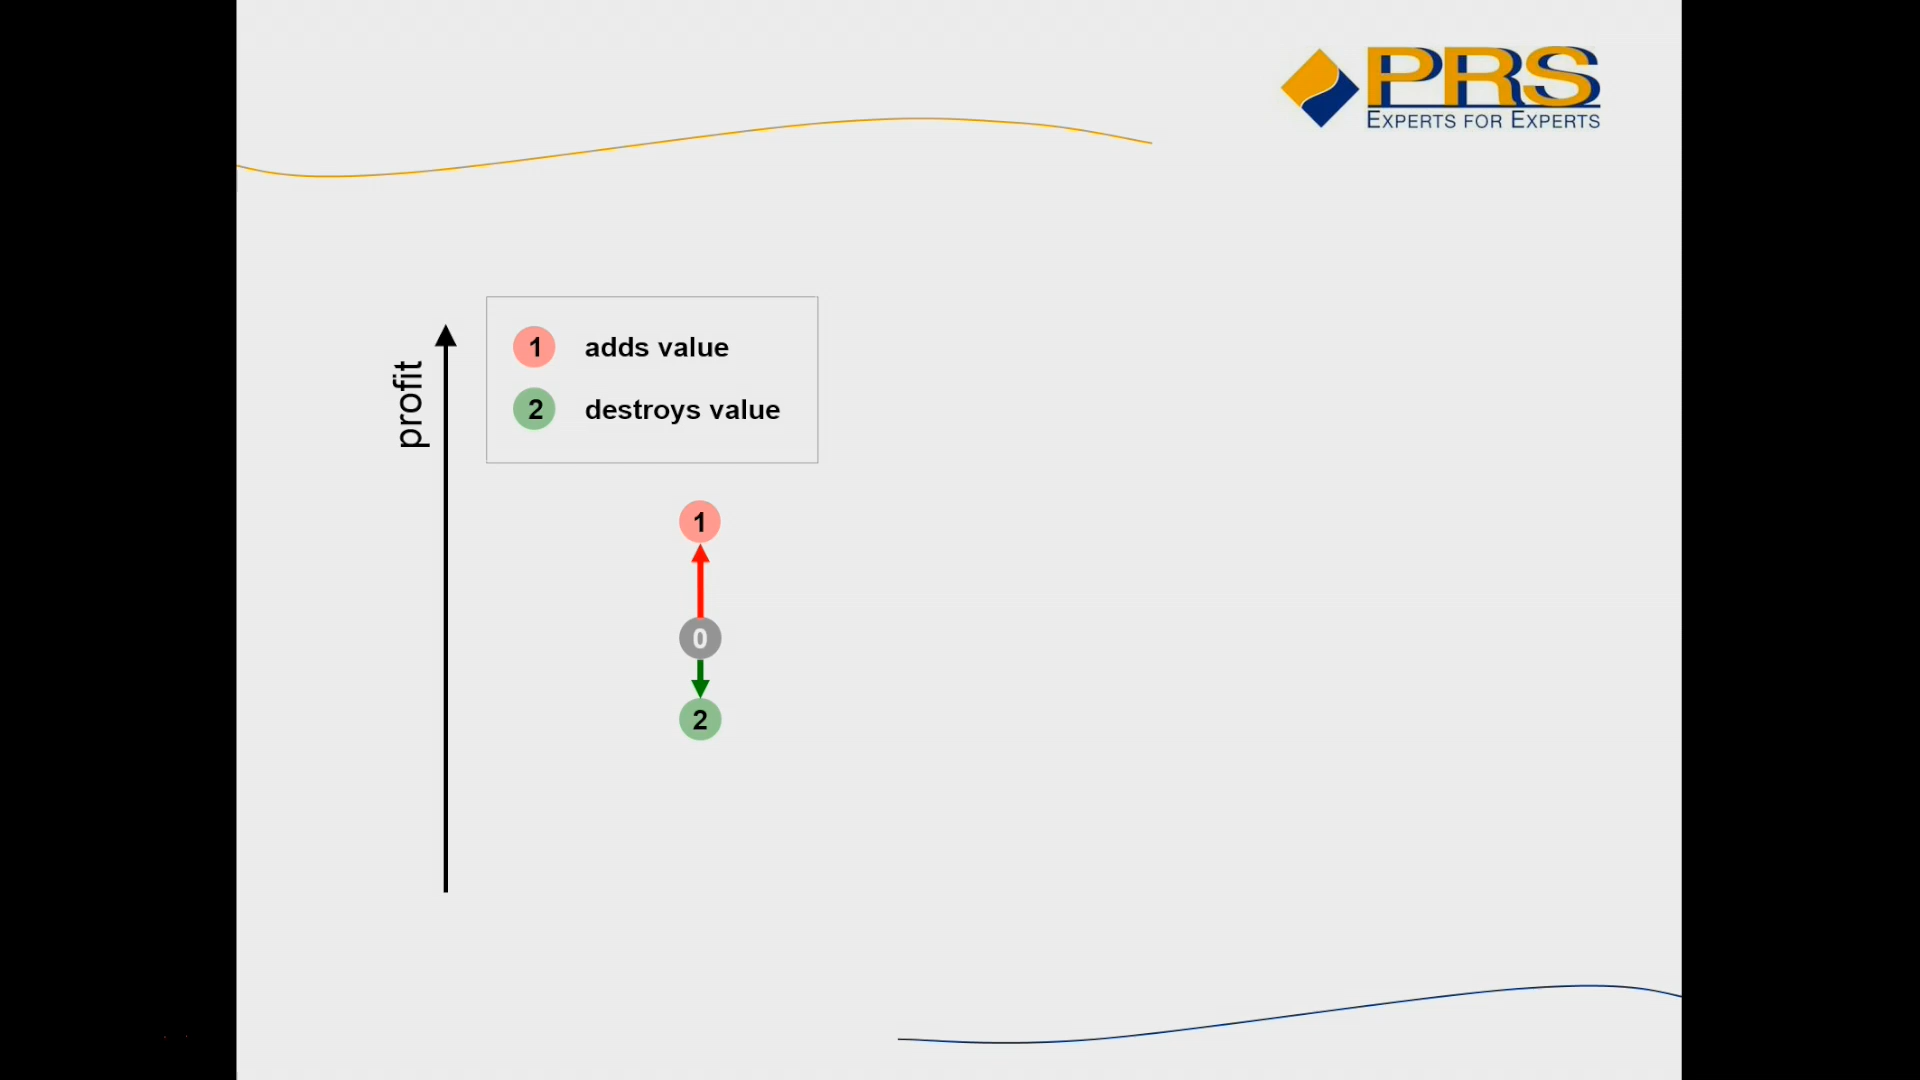 PRS
EXPERTS FOR EXPERTS
profit
1 adds value
2 destroys value
1
0
2